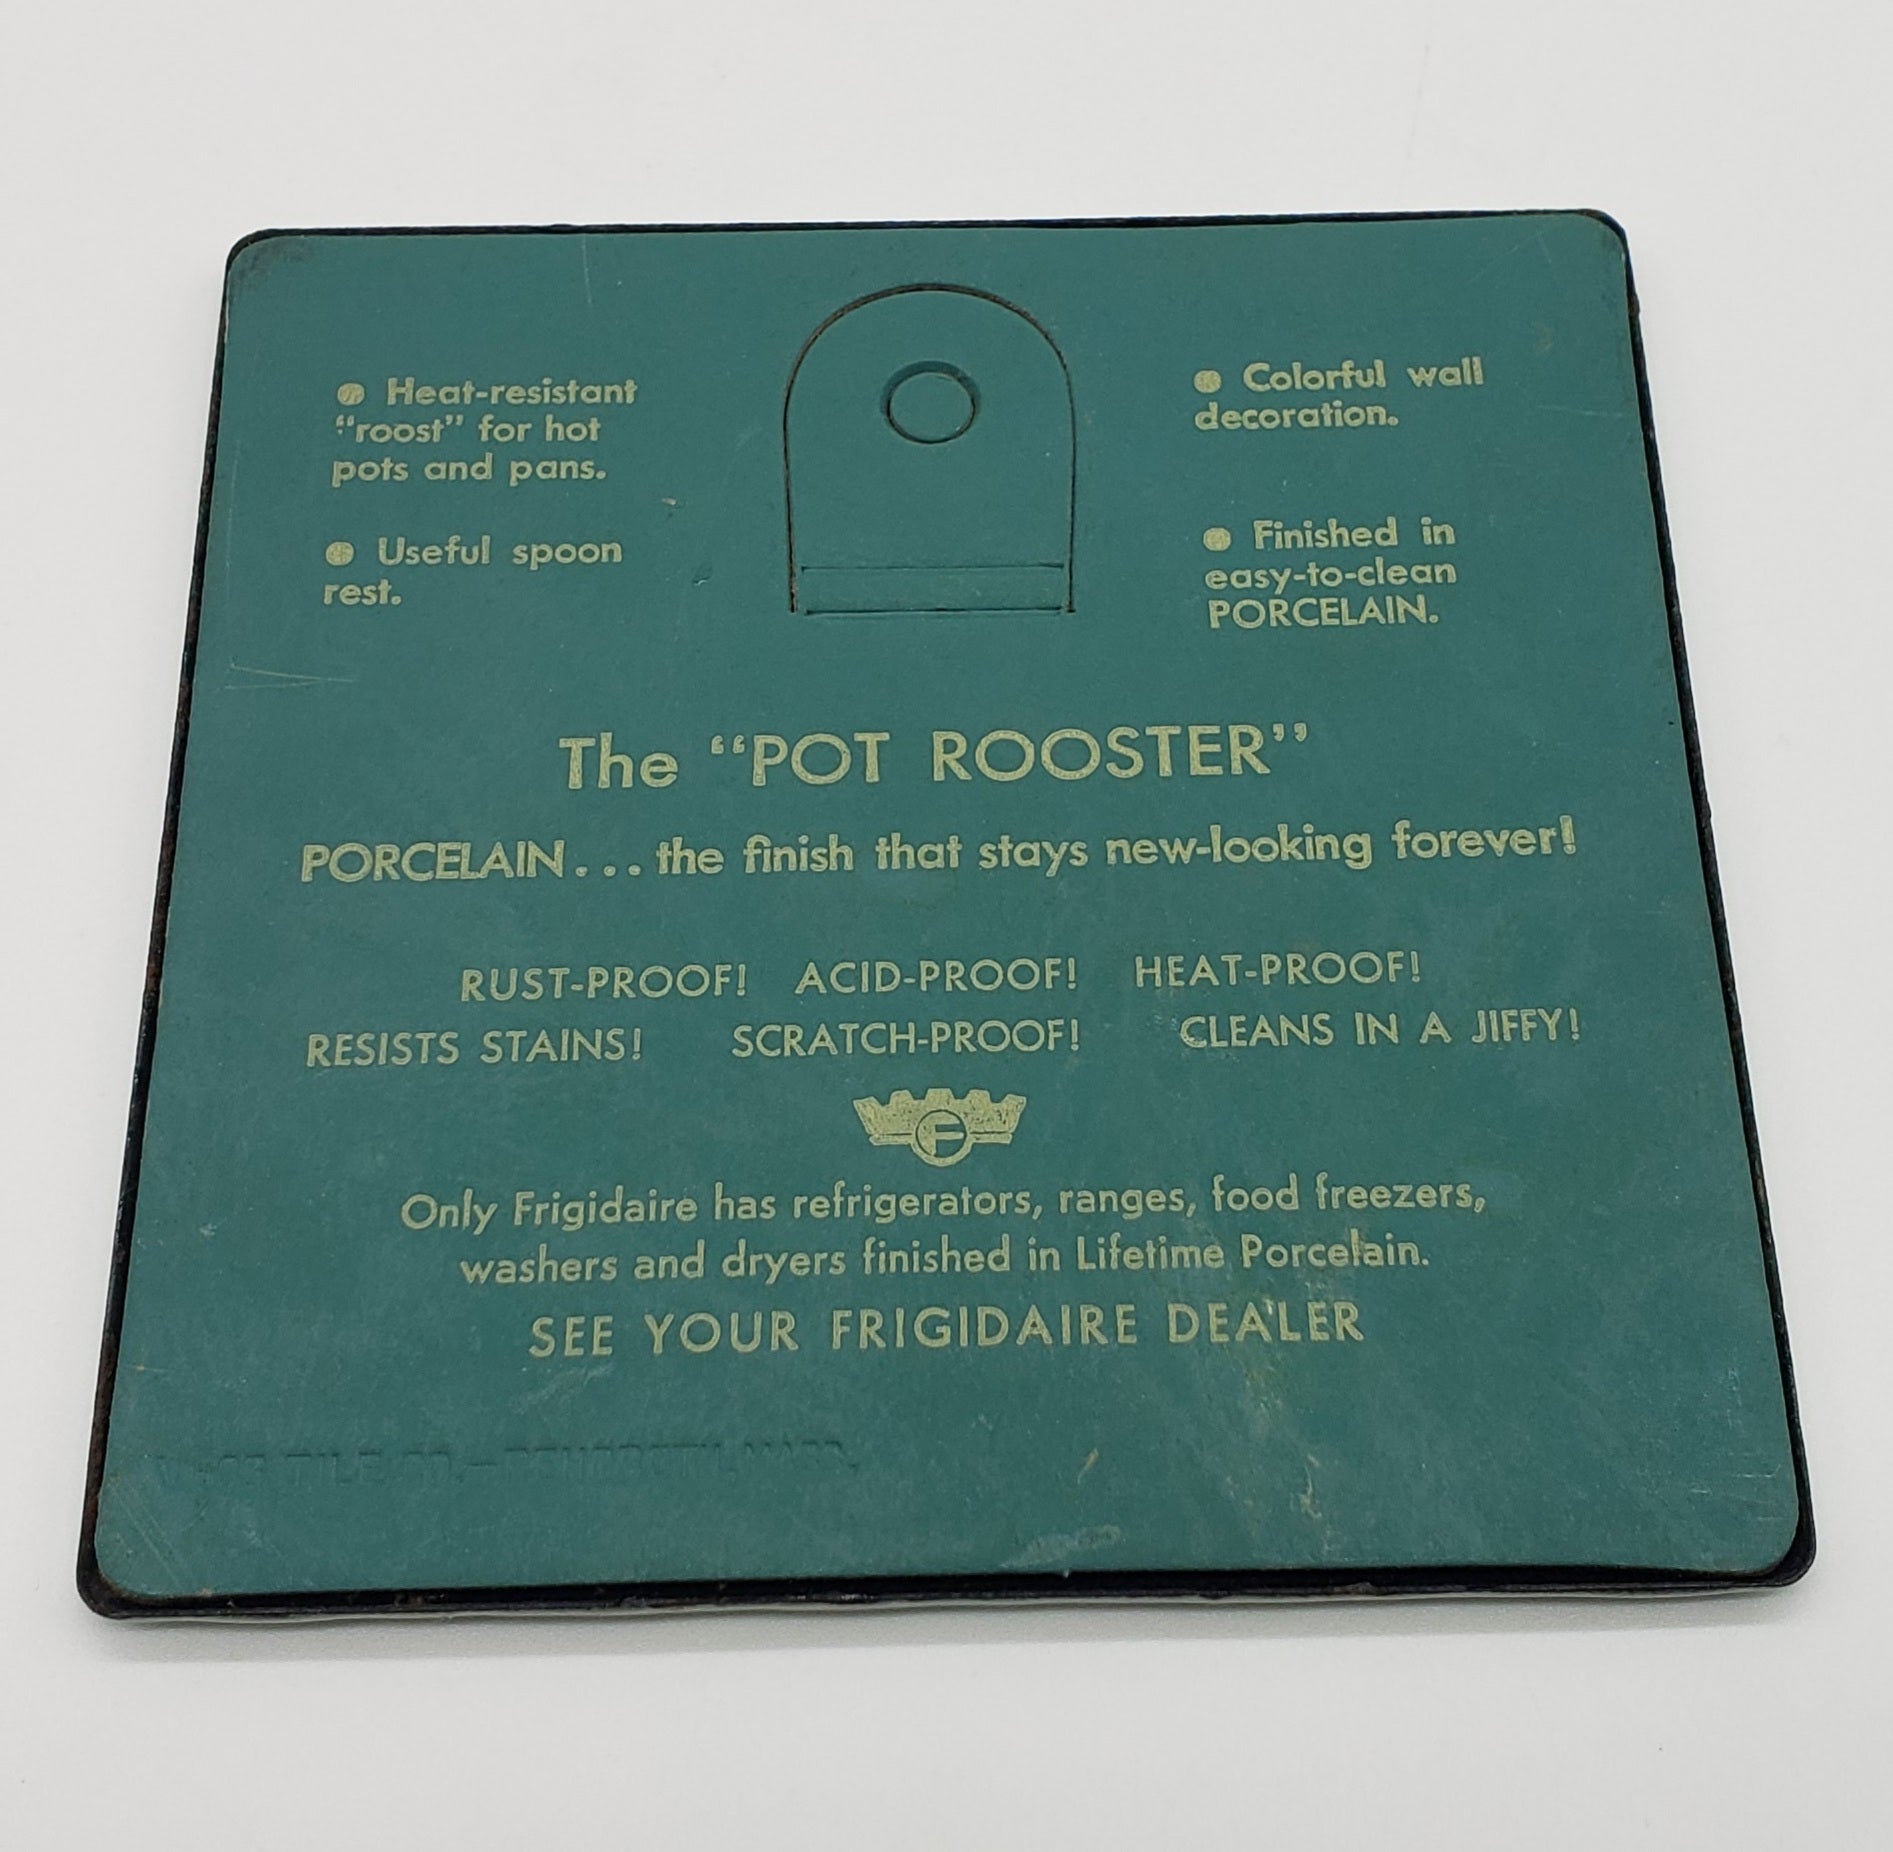 ● Heat-resistant
“roost” for hot
pots and pans.
● Useful spoon
rest.
● Colorful wall
decoration.
● Finished in
easy-to-clean
PORCELAIN.
The “POT ROOSTER”
PORCELAIN... the finish that stays new-looking forever!
RUST-PROOF! ACID-PROOF! HEAT-PROOF!
RESISTS STAINS! SCRATCH-PROOF! CLEANS IN A JIFFY!
F
Only Frigidaire has refrigerators, ranges, food freezers,
washers and dryers finished in Lifetime Porcelain.
SEE YOUR FRIGIDAIRE DEALER
TILE CO.—